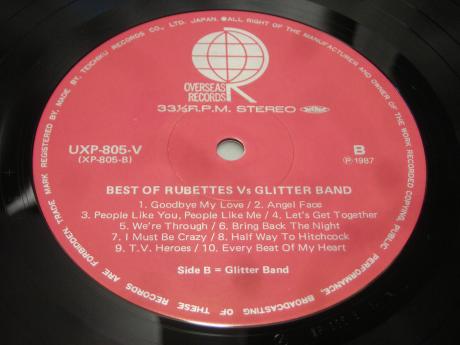 MARK REGISTERED BY, MADE BY, TEICHIKU RECORDS CO., LTD. JAPAN. ●ALL RIGHT OF THE MANUFACTURER AND OWNER OF THE WORK RECORDED
COPYING, PUBLIC PERFORMANCE, BROADCASTING OF THESE RECORDS ARE FORBIDDEN. TRADE
R
OVERSEAS
RECORDS
33⅓R.P.M. STEREO
UXP-805-V
(XP-805-B)
B
Ⓟ-1987
BEST OF RUBETTES Vs GLITTER BAND
1. Goodbye My Love / 2. Angel Face
3. People Like You, People Like Me / 4. Let's Get Together
5. We're Through / 6. Bring Back The Night
7. I Must Be Crazy / 8. Half Way To Hitchcock
9. T.V. Heroes / 10. Every Beat Of My Heart
Side B = Glitter Band